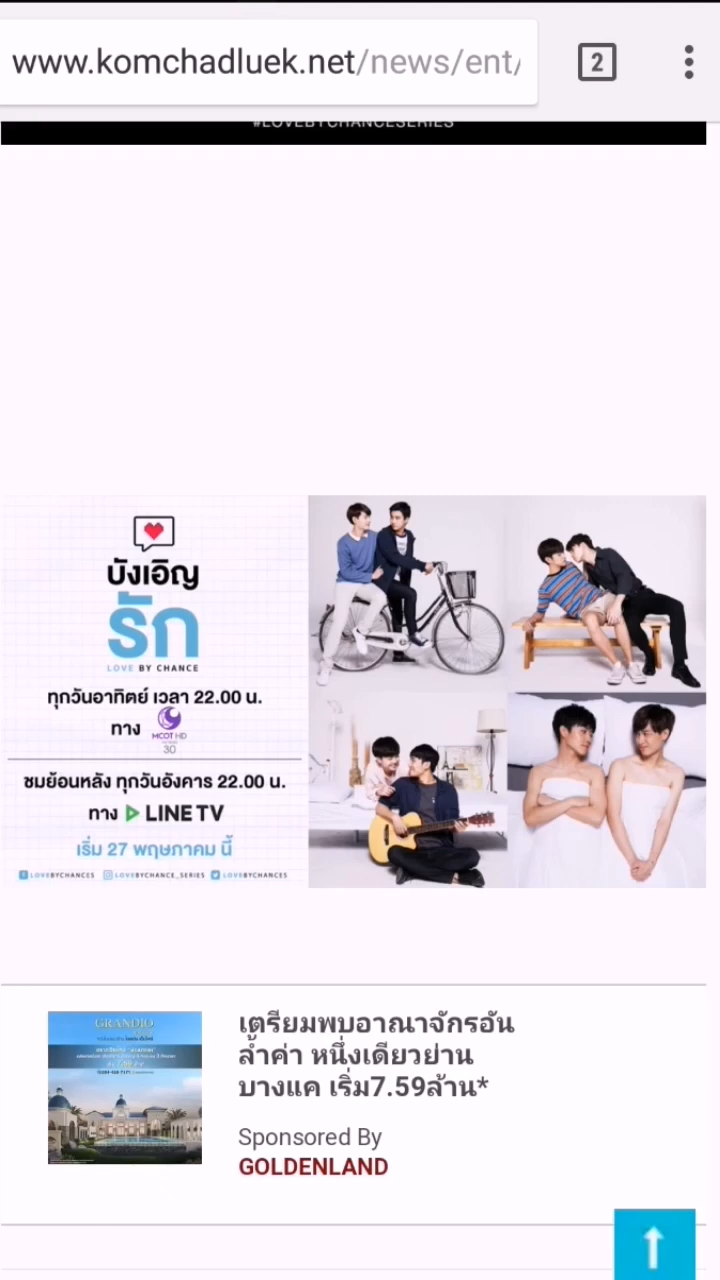 www.komchadluek.net/news/ent/
2
#LOVEBYCHANCESERIES
บังเอิญ
รัก
LOVE BY CHANCE
ทุกวันอาทิตย์ เวลา 22.00 น.
ทาง MCOT HD
30
ชมย้อนหลัง ทุกวันอังคาร 22.00 น.
ทาง LINE TV
เริ่ม 27 พฤษภาคม นี้
LOVEBYCHANCES LOVEBYCHANCE_SERIES LOVEBYCHANCES
GRANDIO
เตรียมพบอาณาจักรอัน
ล้ำค่า หนึ่งเดียวย่าน
บางแค เริ่ม7.59ล้าน*
Sponsored By
GOLDENLAND